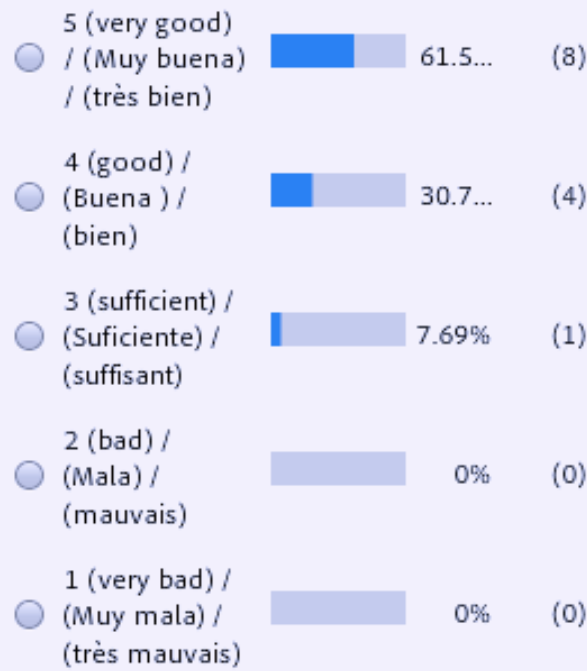 5 (very good)
/ (Muy buena) 61.5... (8)
/ (très bien)
4 (good) /
(Buena ) / 30.7... (4)
(bien)
3 (sufficient) /
(Suficiente) / 7.69% (1)
(suffisant)
2 (bad) /
(Mala) / 0% (0)
(mauvais)
1 (very bad) /
(Muy mala) / 0% (0)
(très mauvais)